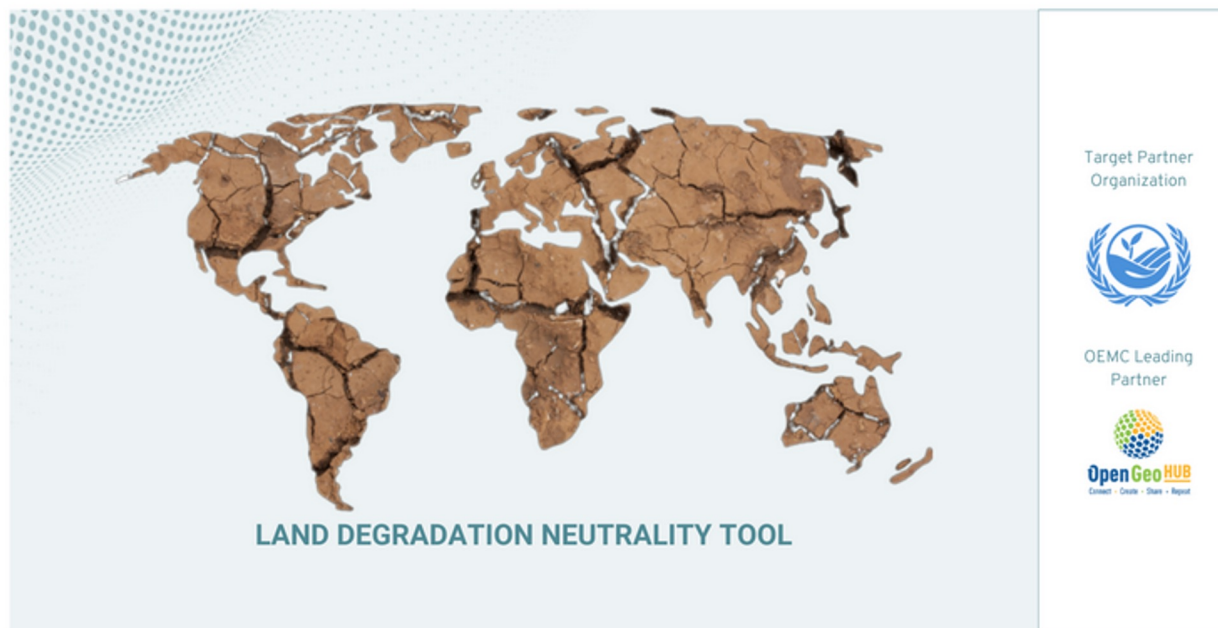 LAND DEGRADATION NEUTRALITY TOOL
Target Partner
Organization
OEMC Leading
Partner
OpenGeoHUB
Connect · Create · Share · Repeat